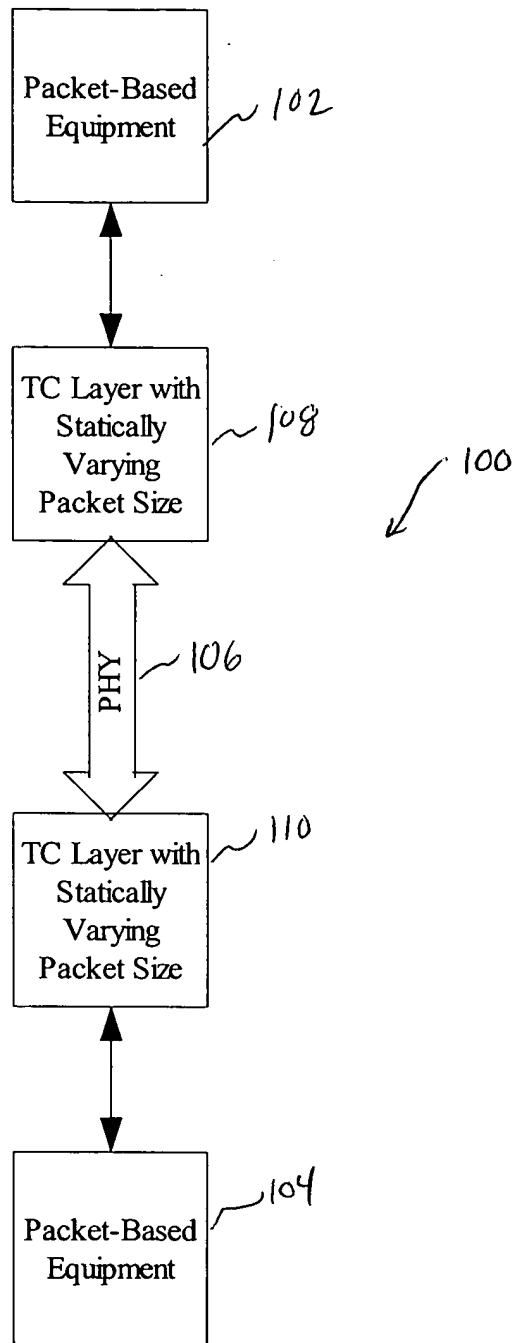 Packet-Based
Equipment
102
TC Layer with
Statically
Varying
Packet Size
108
100
PHY
106
TC Layer with
Statically
Varying
Packet Size
110
Packet-Based
Equipment
104